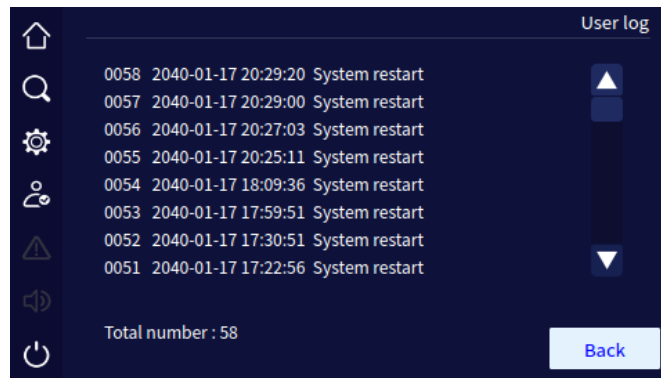 User log
0058 2040-01-17 20:29:20 System restart
0057 2040-01-17 20:29:00 System restart
0056 2040-01-17 20:27:03 System restart
0055 2040-01-17 20:25:11 System restart
0054 2040-01-17 18:09:36 System restart
0053 2040-01-17 17:59:51 System restart
0052 2040-01-17 17:30:51 System restart
0051 2040-01-17 17:22:56 System restart
Total number : 58
Back